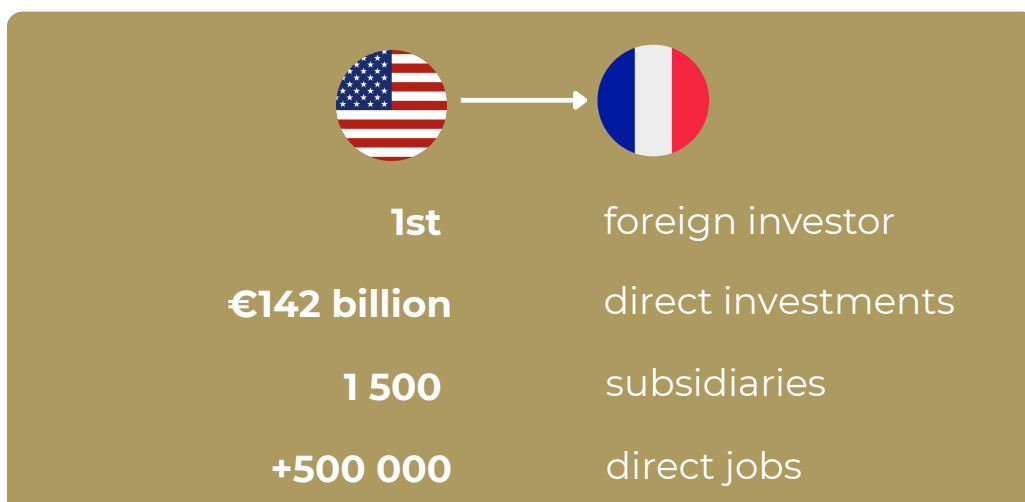 1st foreign investor
€142 billion direct investments
1 500 subsidiaries
+500 000 direct jobs